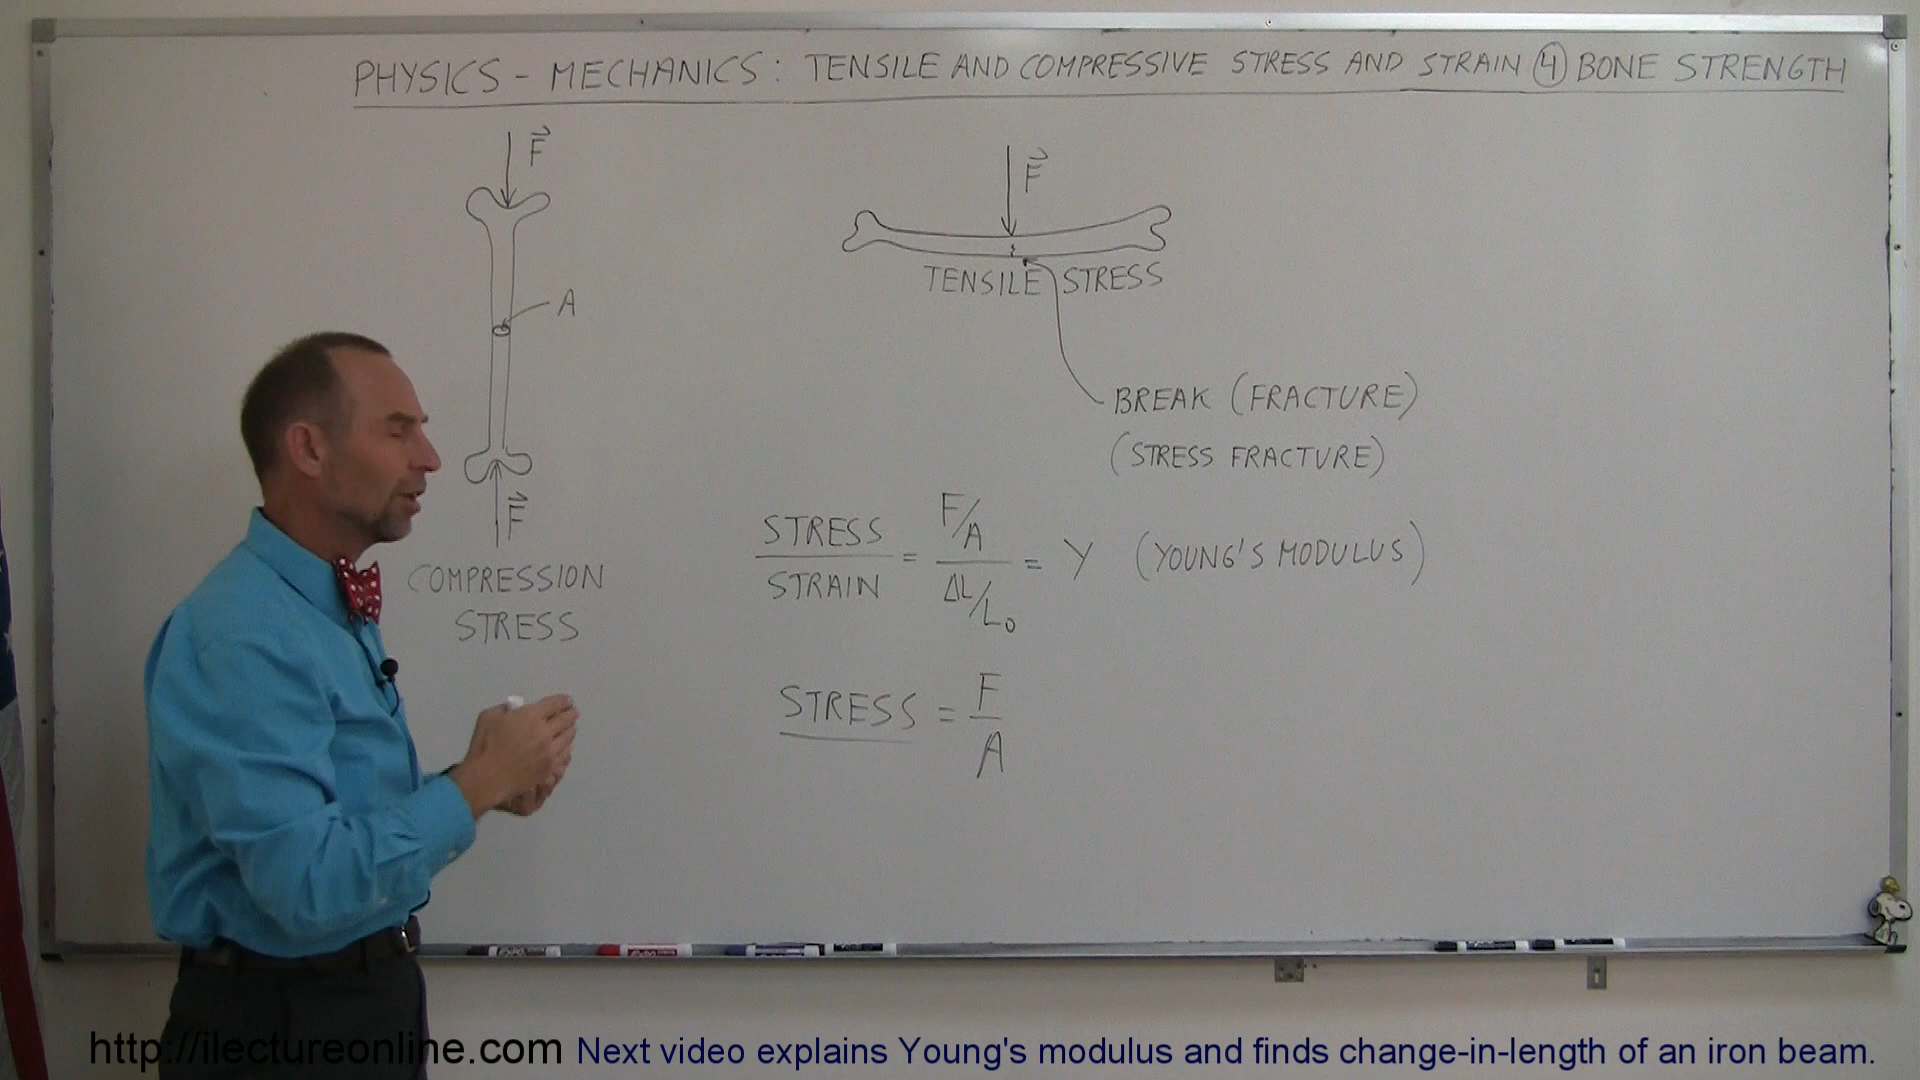 PHYSICS - MECHANICS: TENSILE AND COMPRESSIVE STRESS AND STRAIN ④ BONE STRENGTH
F
F
A
TENSILE STRESS
BREAK (FRACTURE)
(STRESS FRACTURE)
F
COMPRESSION
STRESS
STRESS / STRAIN = F/A / ΔL/L₀ = Y (YOUNG'S MODULUS)
STRESS = F / A
http://ilectureonline.com Next video explains Young's modulus and finds change-in-length of an iron beam.